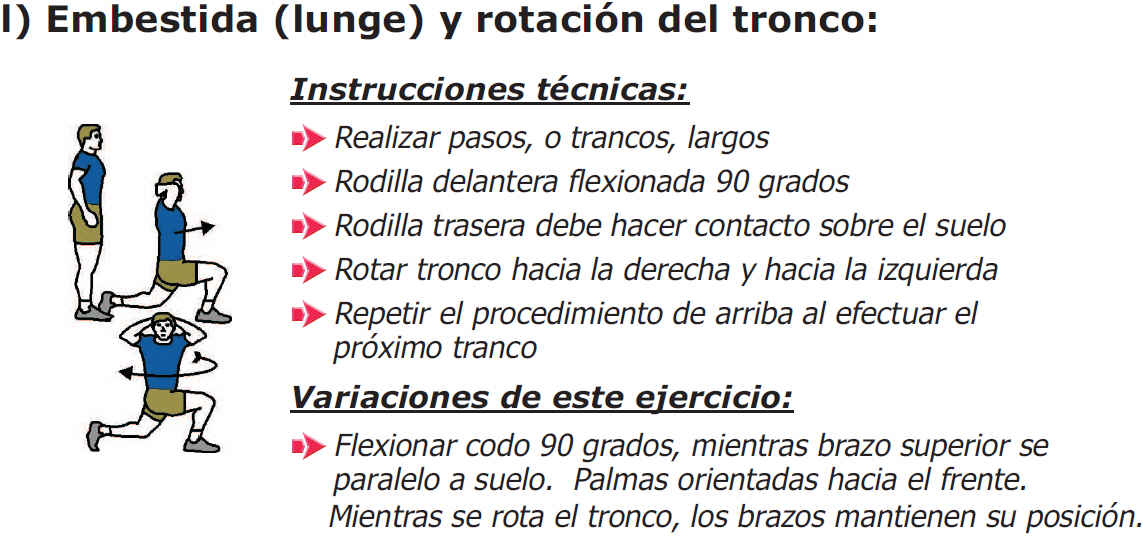 l) Embestida (lunge) y rotación del tronco:
Instrucciones técnicas:
Realizar pasos, o trancos, largos
Rodilla delantera flexionada 90 grados
Rodilla trasera debe hacer contacto sobre el suelo
Rotar tronco hacia la derecha y hacia la izquierda
Repetir el procedimiento de arriba al efectuar el
próximo tranco
Variaciones de este ejercicio:
Flexionar codo 90 grados, mientras brazo superior se
paralelo a suelo.  Palmas orientadas hacia el frente.
Mientras se rota el tronco, los brazos mantienen su posición.